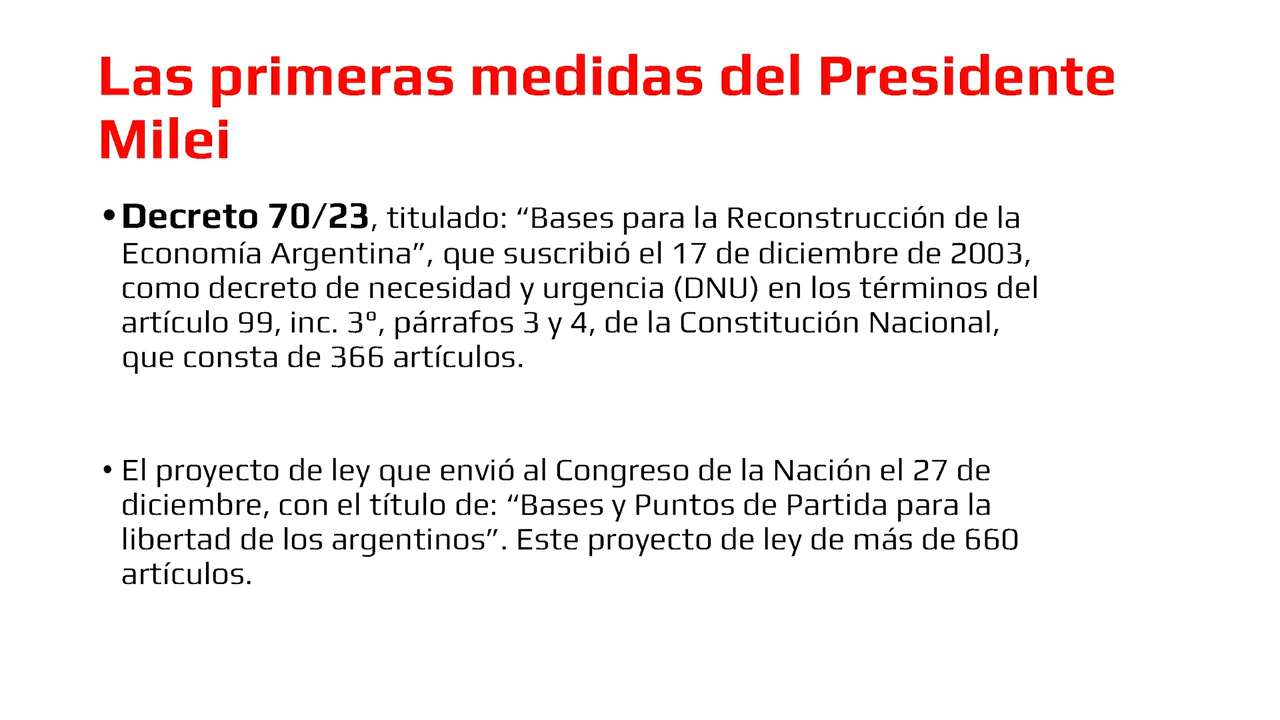 Las primeras medidas del Presidente
Milei
•Decreto 70/23, titulado: “Bases para la Reconstrucción de la
Economía Argentina”, que suscribió el 17 de diciembre de 2003,
como decreto de necesidad y urgencia (DNU) en los términos del
artículo 99, inc. 3º, párrafos 3 y 4, de la Constitución Nacional,
que consta de 366 artículos.
• El proyecto de ley que envió al Congreso de la Nación el 27 de
diciembre, con el título de: “Bases y Puntos de Partida para la
libertad de los argentinos”. Este proyecto de ley de más de 660
artículos.